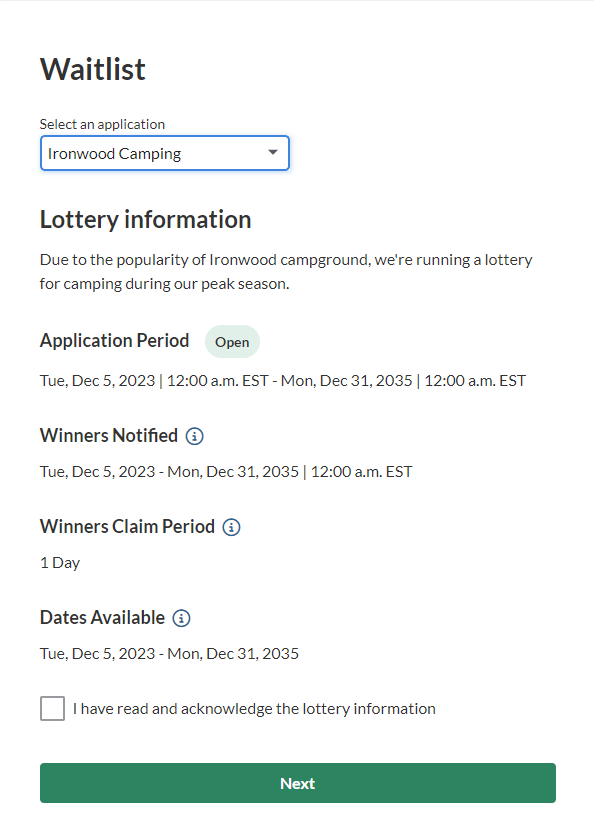 Waitlist
Select an application
Ironwood Camping
Lottery information
Due to the popularity of Ironwood campground, we're running a lottery
for camping during our peak season.
Application Period Open
Tue, Dec 5, 2023 | 12:00 a.m. EST - Mon, Dec 31, 2035 | 12:00 a.m. EST
Winners Notified
Tue, Dec 5, 2023 - Mon, Dec 31, 2035 | 12:00 a.m. EST
Winners Claim Period
1 Day
Dates Available
Tue, Dec 5, 2023 - Mon, Dec 31, 2035
I have read and acknowledge the lottery information
Next